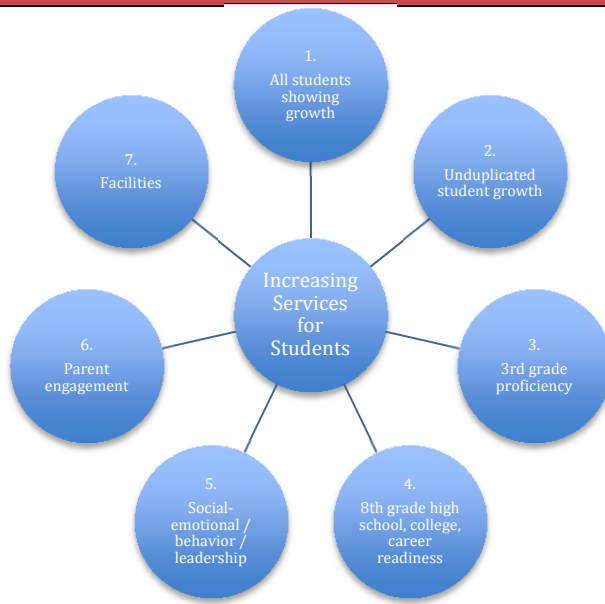 1.
All students
showing
growth
2.
Unduplicated
student growth
3.
3rd grade
proficiency
4.
8th grade high
school, college,
career
readiness
5.
Social-
emotional /
behavior /
leadership
6.
Parent
engagement
7.
Facilities
Increasing
Services
for
Students